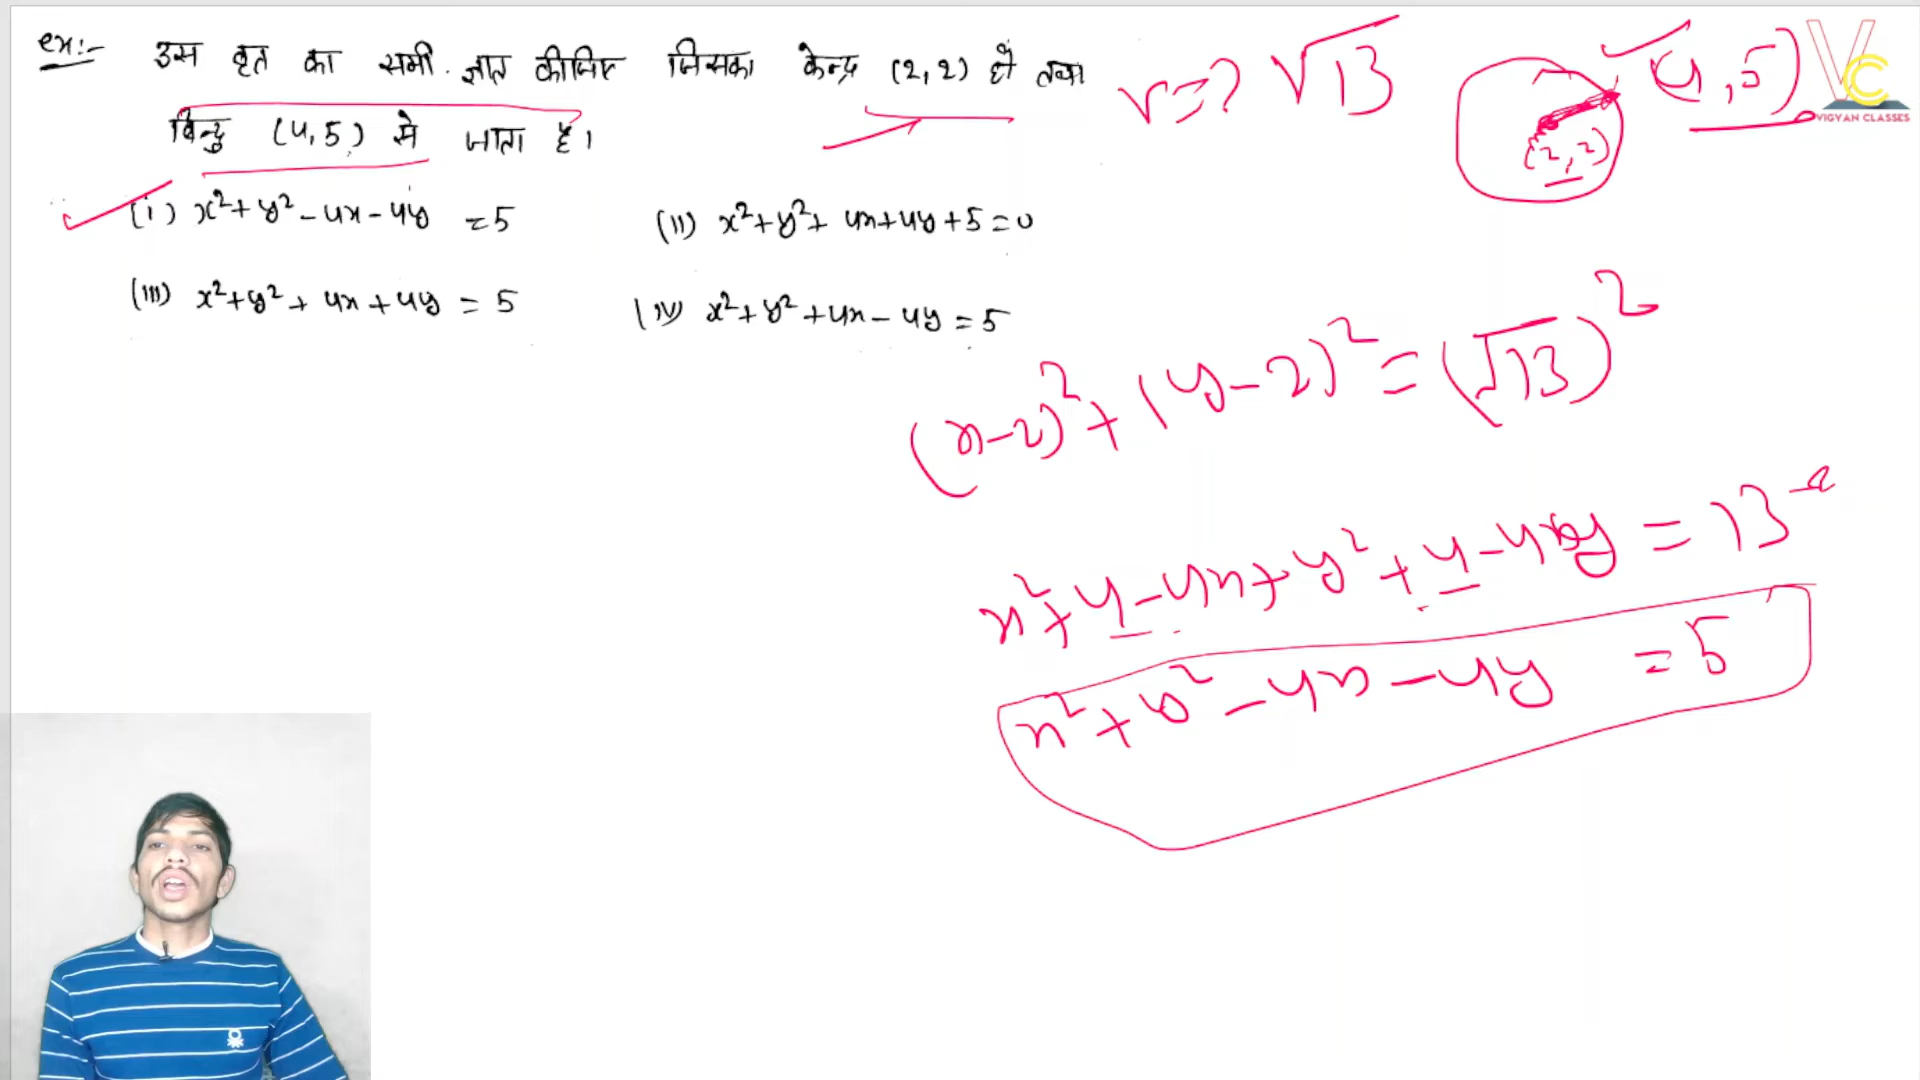 ex:- उस वृत का समी. ज्ञात कीजिए जिसका केन्द्र (2,2) हो तथा
बिन्दु (4,5) से जाता है।
(i) x²+y²-4x-4y =5
(ii) x²+y²+4x+4y+5=0
(iii) x²+y²+4x+4y = 5
(iv) x²+y²+4x-4y=5
r=? √13
(4,5)
(2,2)
VC
VIGYAN CLASSES
(x-2)²+(y-2)²=(√13)²
x²+4-4x+y²+4-4y = 13
x²+y²-4x-4y =5